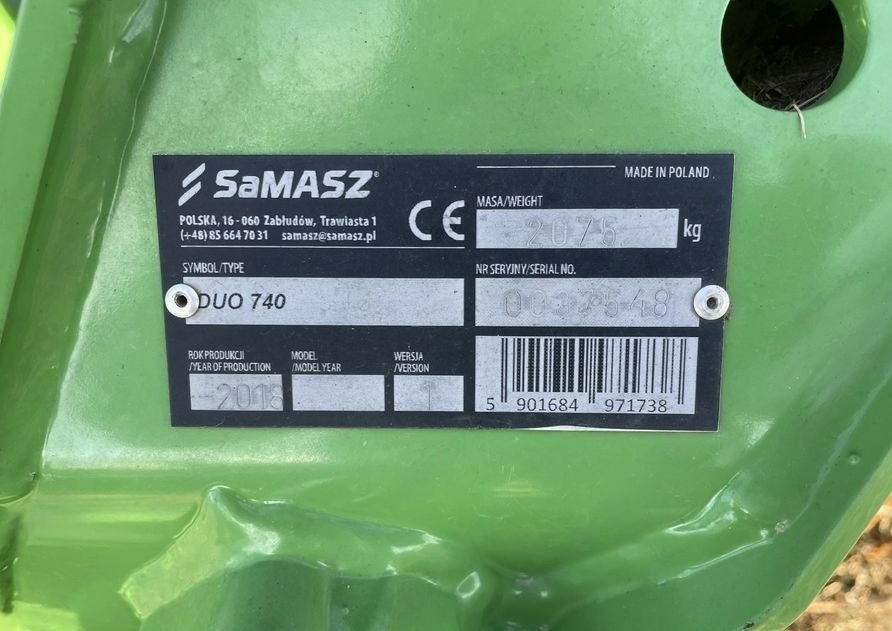 SaMASZ®
MADE IN POLAND
POLSKA, 16 - 060 Zabłudów, Trawiasta 1
(+48) 85 664 70 31 samasz@samasz.pl
CE
MASA/WEIGHT
2075 kg
SYMBOL/TYPE
DUO 740
NR SERYJNY/SERIAL NO.
ROK PRODUKCJI
/YEAR OF PRODUCTION
2018
MODEL
/MODEL YEAR
WERSJA
/VERSION
1
5 901684 971738